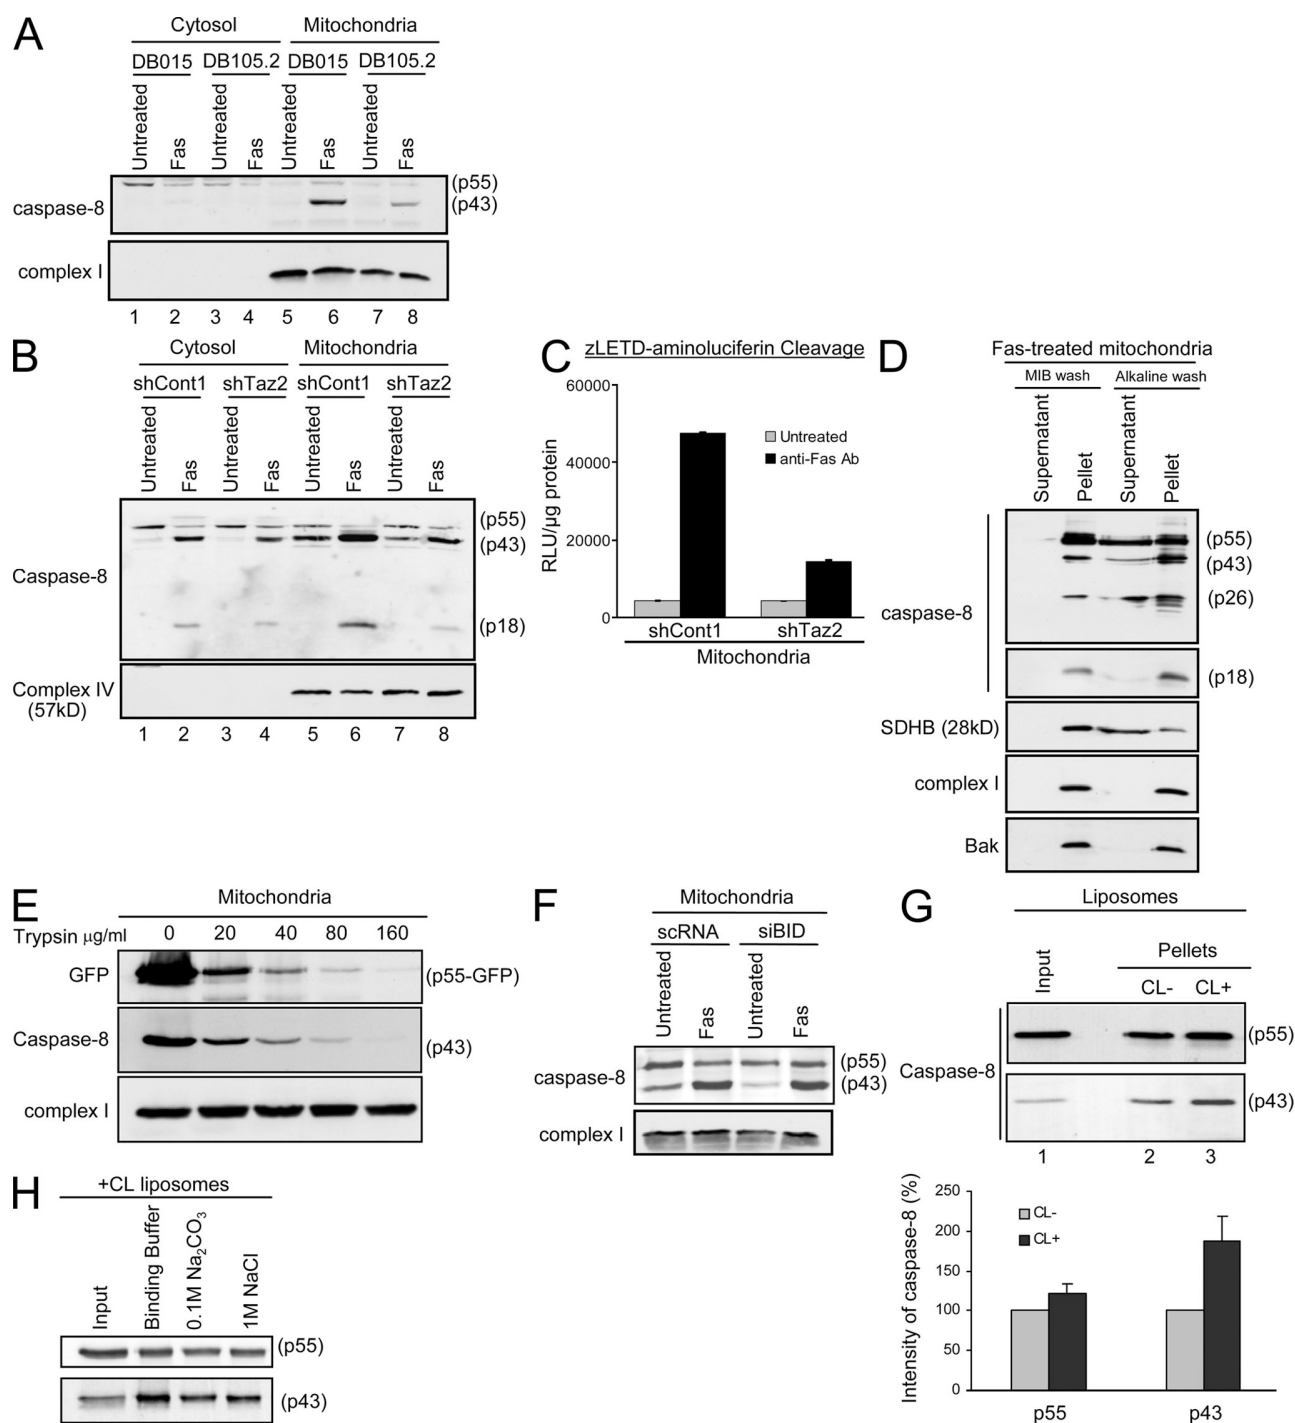 A
Cytosol Mitochondria
DB015 DB105.2 DB015 DB105.2
Untreated Fas Untreated Fas Untreated Fas Untreated Fas
caspase-8 (p55)
(p43)
complex I
1 2 3 4 5 6 7 8
B
Cytosol Mitochondria
shCont1 shTaz2 shCont1 shTaz2
Untreated Fas Untreated Fas Untreated Fas Untreated Fas
Caspase-8 (p55)
(p43)
(p18)
Complex IV
(57kD)
1 2 3 4 5 6 7 8
C
zLETD-aminoluciferin Cleavage
RLU/µg protein
60000
40000
20000
0
Untreated
anti-Fas Ab
shCont1 shTaz2
Mitochondria
D
Fas-treated mitochondria
MIB wash Alkaline wash
Supernatant Pellet Supernatant Pellet
caspase-8 (p55)
(p43)
(p26)
(p18)
SDHB (28kD)
complex I
Bak
E
Mitochondria
Trypsin µg/ml 0 20 40 80 160
GFP (p55-GFP)
Caspase-8 (p43)
complex I
F
Mitochondria
scRNA siBID
Untreated Fas Untreated Fas
caspase-8 (p55)
(p43)
complex I
G
Liposomes
Pellets
Input CL- CL+
Caspase-8 (p55)
(p43)
1 2 3
Intensity of caspase-8 (%)
250
200
150
100
50
0
CL-
CL+
p55 p43
H
+CL liposomes
Input Binding Buffer 0.1M Na₂CO₃ 1M NaCl
(p55)
(p43)